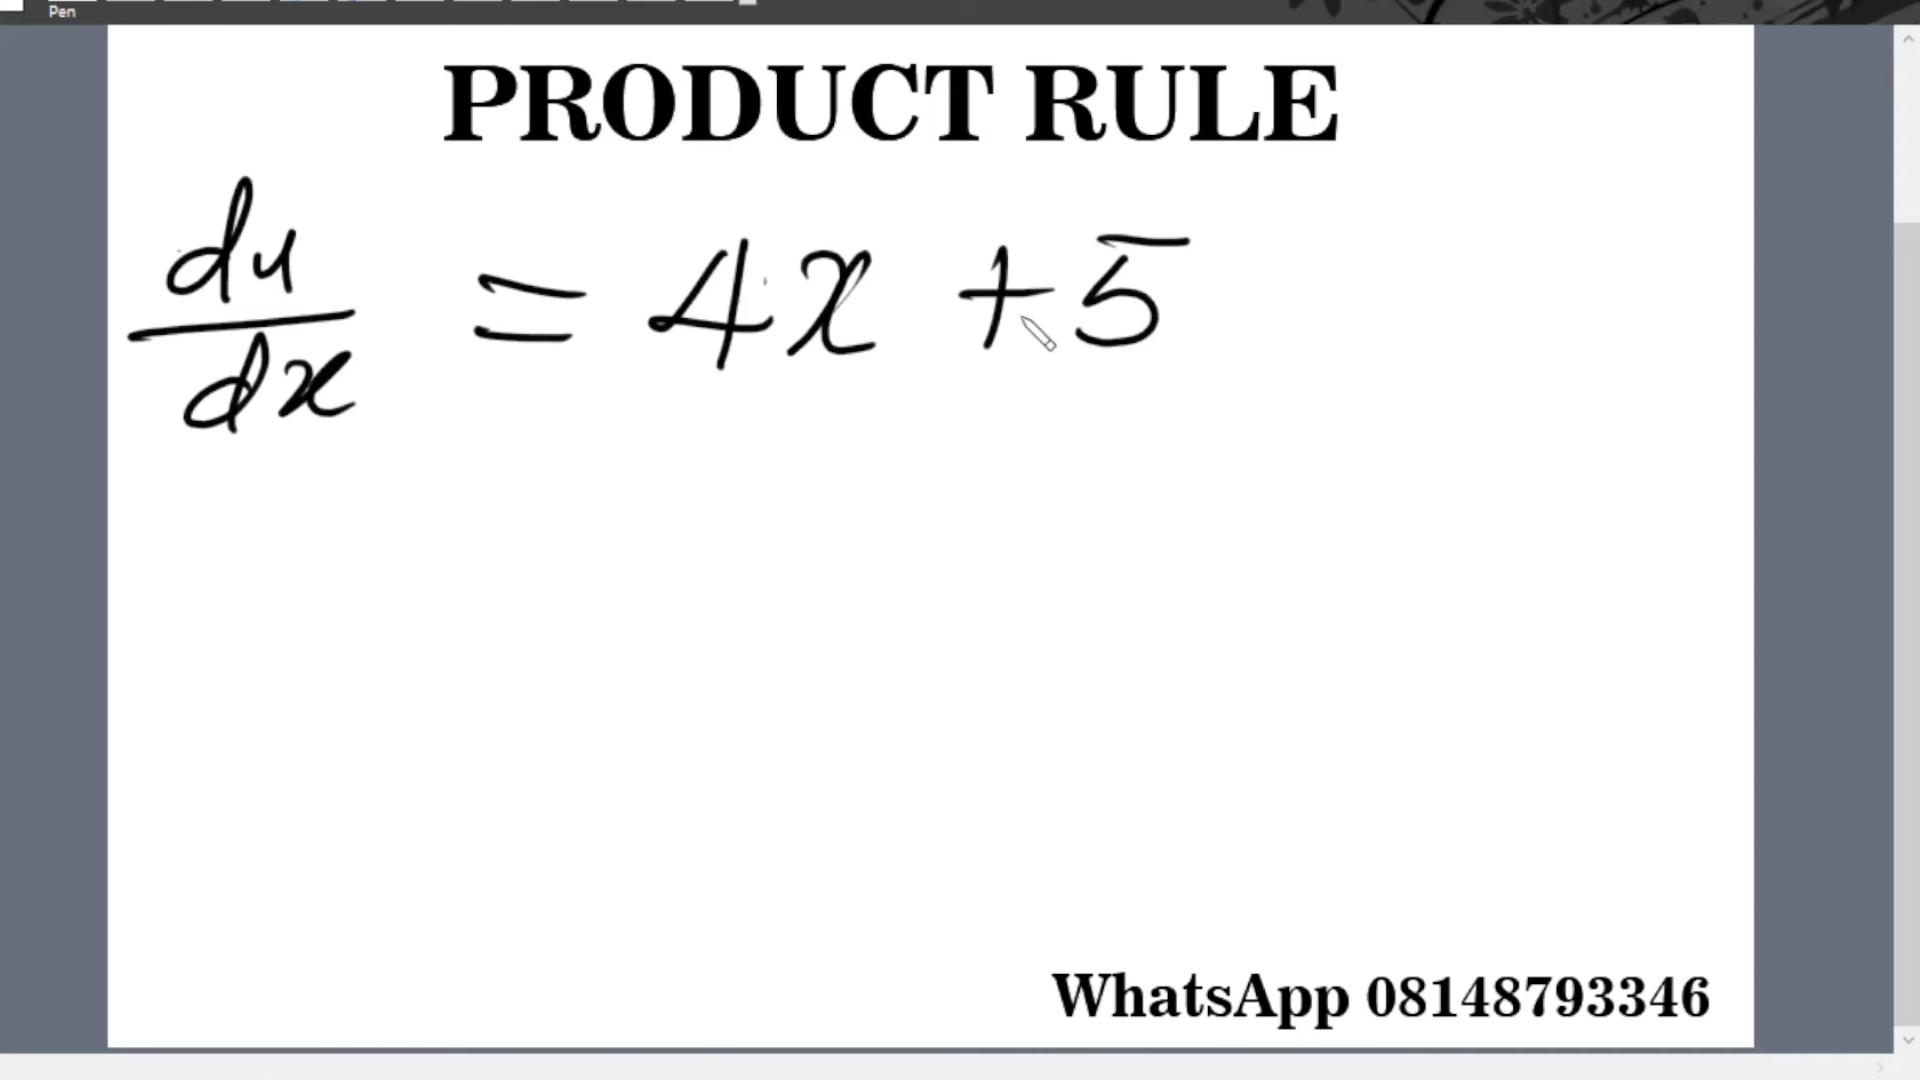 Pen
PRODUCT RULE
du/dx = 4x + 5
WhatsApp 08148793346